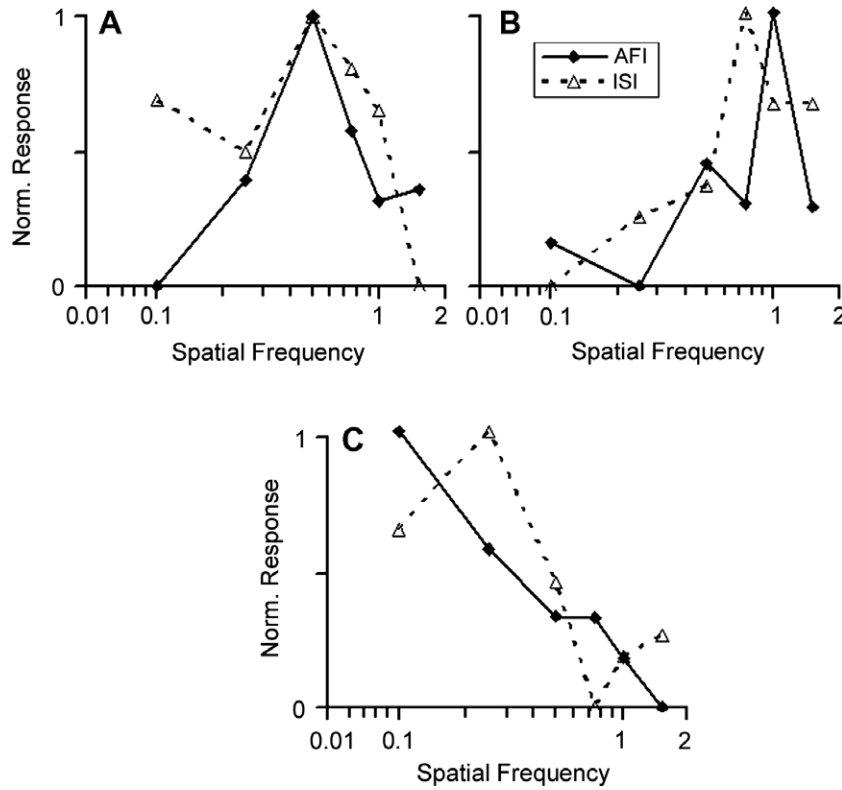 A
1
Norm. Response
0
0.01 0.1 1 2
Spatial Frequency
B
AFI
ISI
0
0.01 0.1 1 2
Spatial Frequency
C
1
Norm. Response
0
0.01 0.1 1 2
Spatial Frequency